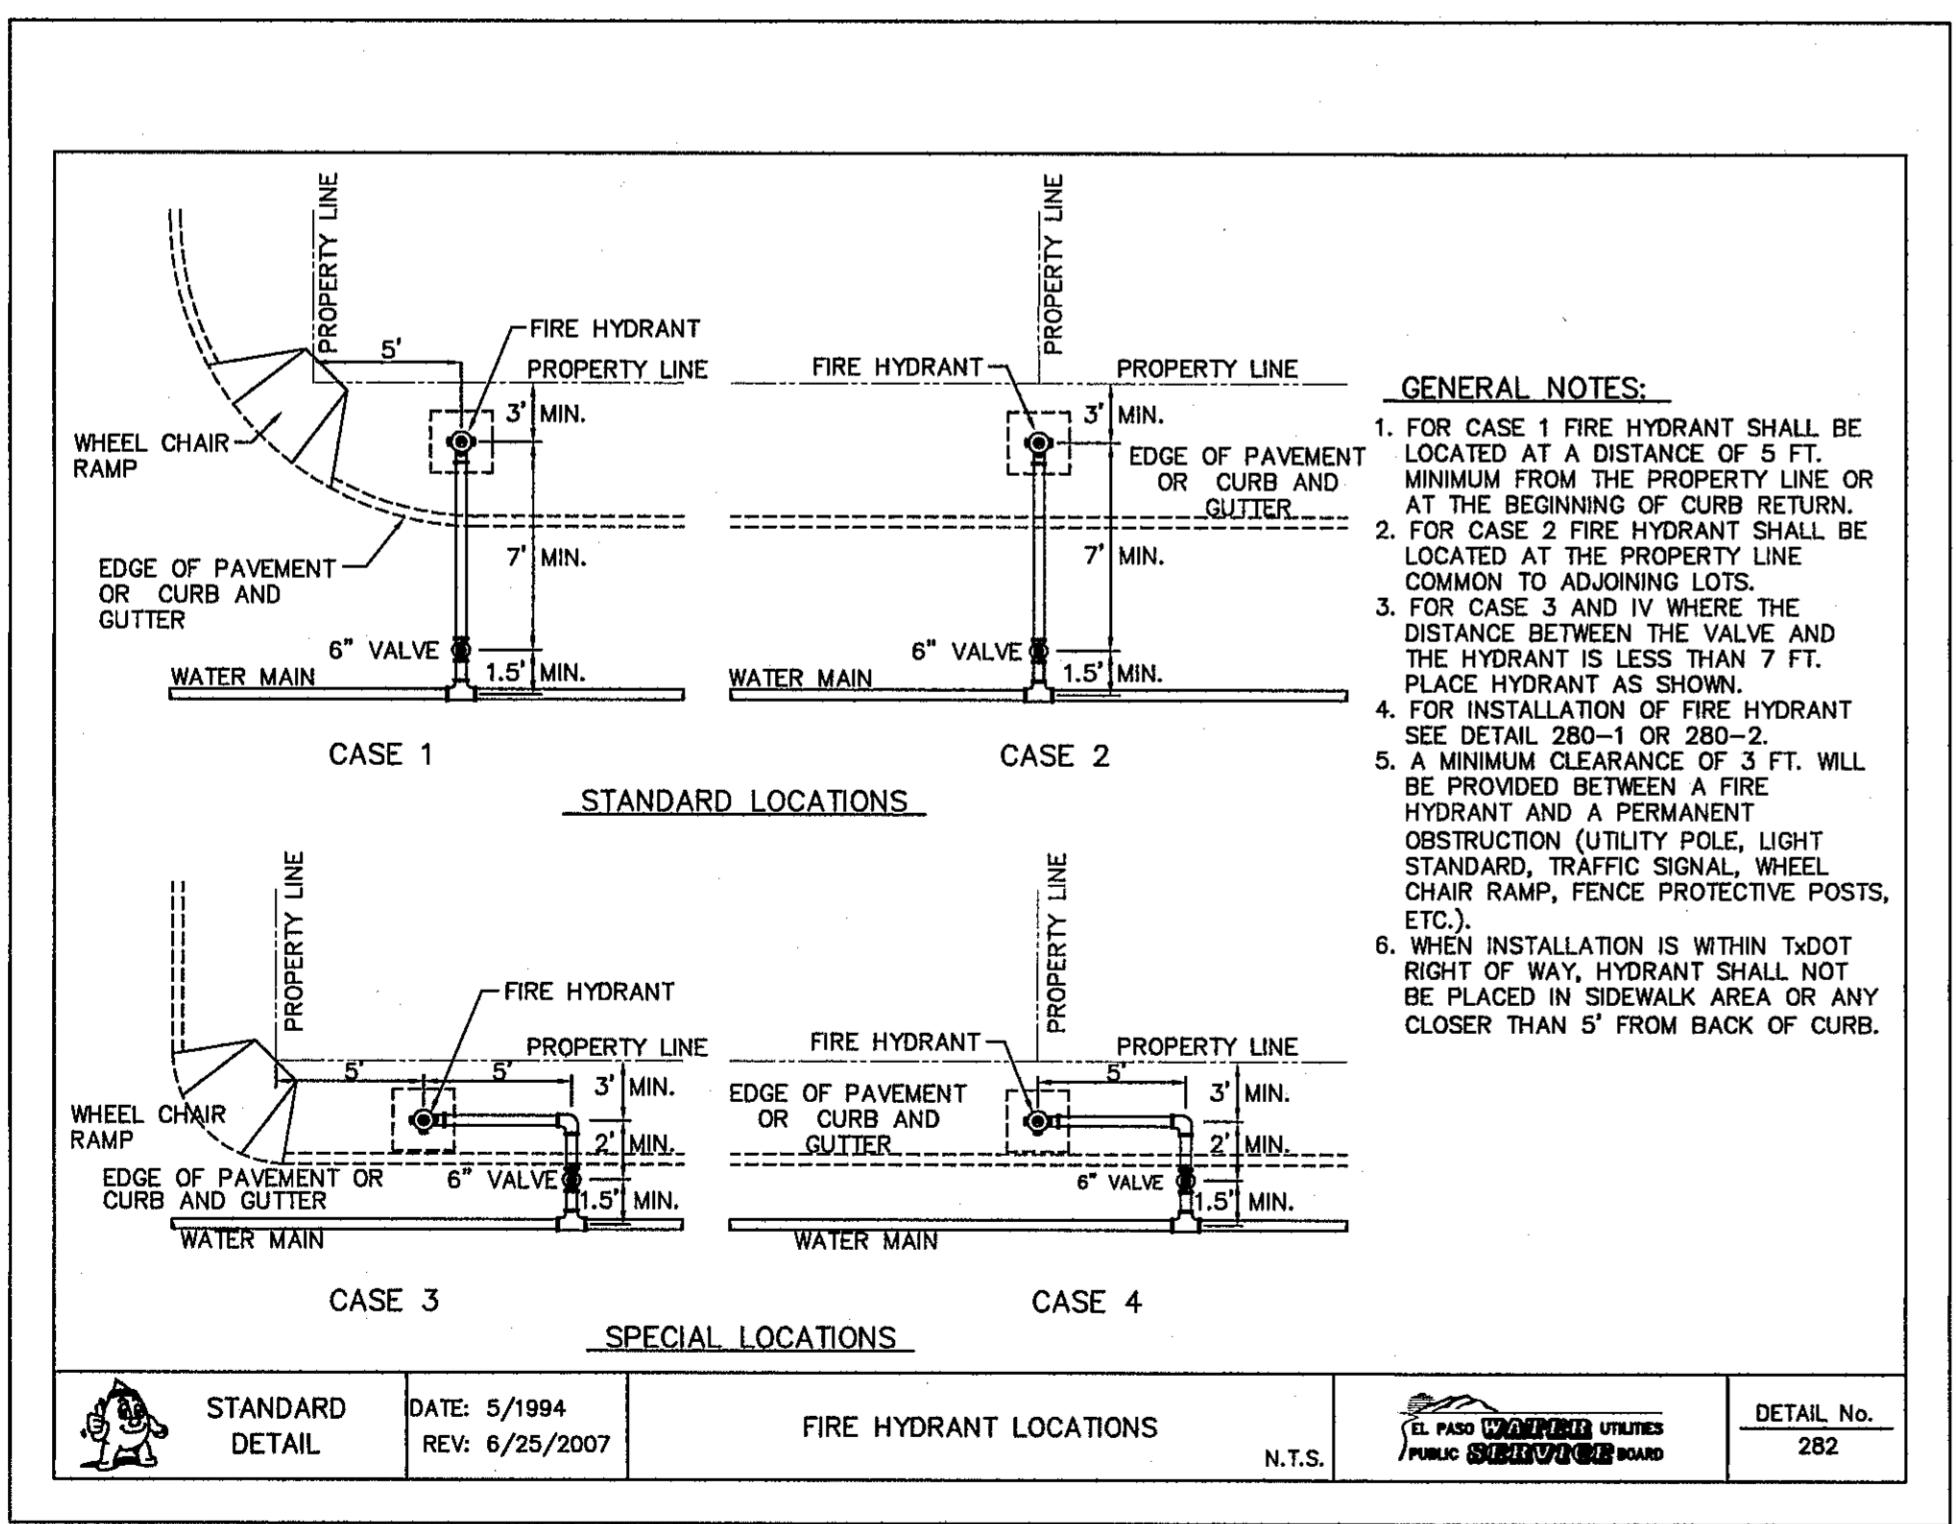 PROPERTY LINE
FIRE HYDRANT
5'
PROPERTY LINE
3' MIN.
WHEEL CHAIR
RAMP
EDGE OF PAVEMENT
OR CURB AND
GUTTER
7' MIN.
6" VALVE
1.5' MIN.
WATER MAIN
CASE 1
PROPERTY LINE
FIRE HYDRANT
PROPERTY LINE
3' MIN.
EDGE OF PAVEMENT
OR CURB AND
GUTTER
7' MIN.
6" VALVE
1.5' MIN.
WATER MAIN
CASE 2
STANDARD LOCATIONS
PROPERTY LINE
FIRE HYDRANT
PROPERTY LINE
5'
5'
3' MIN.
WHEEL CHAIR
RAMP
2' MIN.
EDGE OF PAVEMENT OR
CURB AND GUTTER
6" VALVE
1.5' MIN.
WATER MAIN
CASE 3
PROPERTY LINE
FIRE HYDRANT
PROPERTY LINE
5'
3' MIN.
EDGE OF PAVEMENT
OR CURB AND
GUTTER
2' MIN.
6" VALVE
1.5' MIN.
WATER MAIN
CASE 4
SPECIAL LOCATIONS
GENERAL NOTES:
1. FOR CASE 1 FIRE HYDRANT SHALL BE
LOCATED AT A DISTANCE OF 5 FT.
MINIMUM FROM THE PROPERTY LINE OR
AT THE BEGINNING OF CURB RETURN.
2. FOR CASE 2 FIRE HYDRANT SHALL BE
LOCATED AT THE PROPERTY LINE
COMMON TO ADJOINING LOTS.
3. FOR CASE 3 AND IV WHERE THE
DISTANCE BETWEEN THE VALVE AND
THE HYDRANT IS LESS THAN 7 FT.
PLACE HYDRANT AS SHOWN.
4. FOR INSTALLATION OF FIRE HYDRANT
SEE DETAIL 280-1 OR 280-2.
5. A MINIMUM CLEARANCE OF 3 FT. WILL
BE PROVIDED BETWEEN A FIRE
HYDRANT AND A PERMANENT
OBSTRUCTION (UTILITY POLE, LIGHT
STANDARD, TRAFFIC SIGNAL, WHEEL
CHAIR RAMP, FENCE PROTECTIVE POSTS,
ETC.).
6. WHEN INSTALLATION IS WITHIN TxDOT
RIGHT OF WAY, HYDRANT SHALL NOT
BE PLACED IN SIDEWALK AREA OR ANY
CLOSER THAN 5' FROM BACK OF CURB.
STANDARD
DETAIL
DATE: 5/1994
REV: 6/25/2007
FIRE HYDRANT LOCATIONS
N.T.S.
EL PASO WATER UTILITIES
PUBLIC SERVICE BOARD
DETAIL No.
282